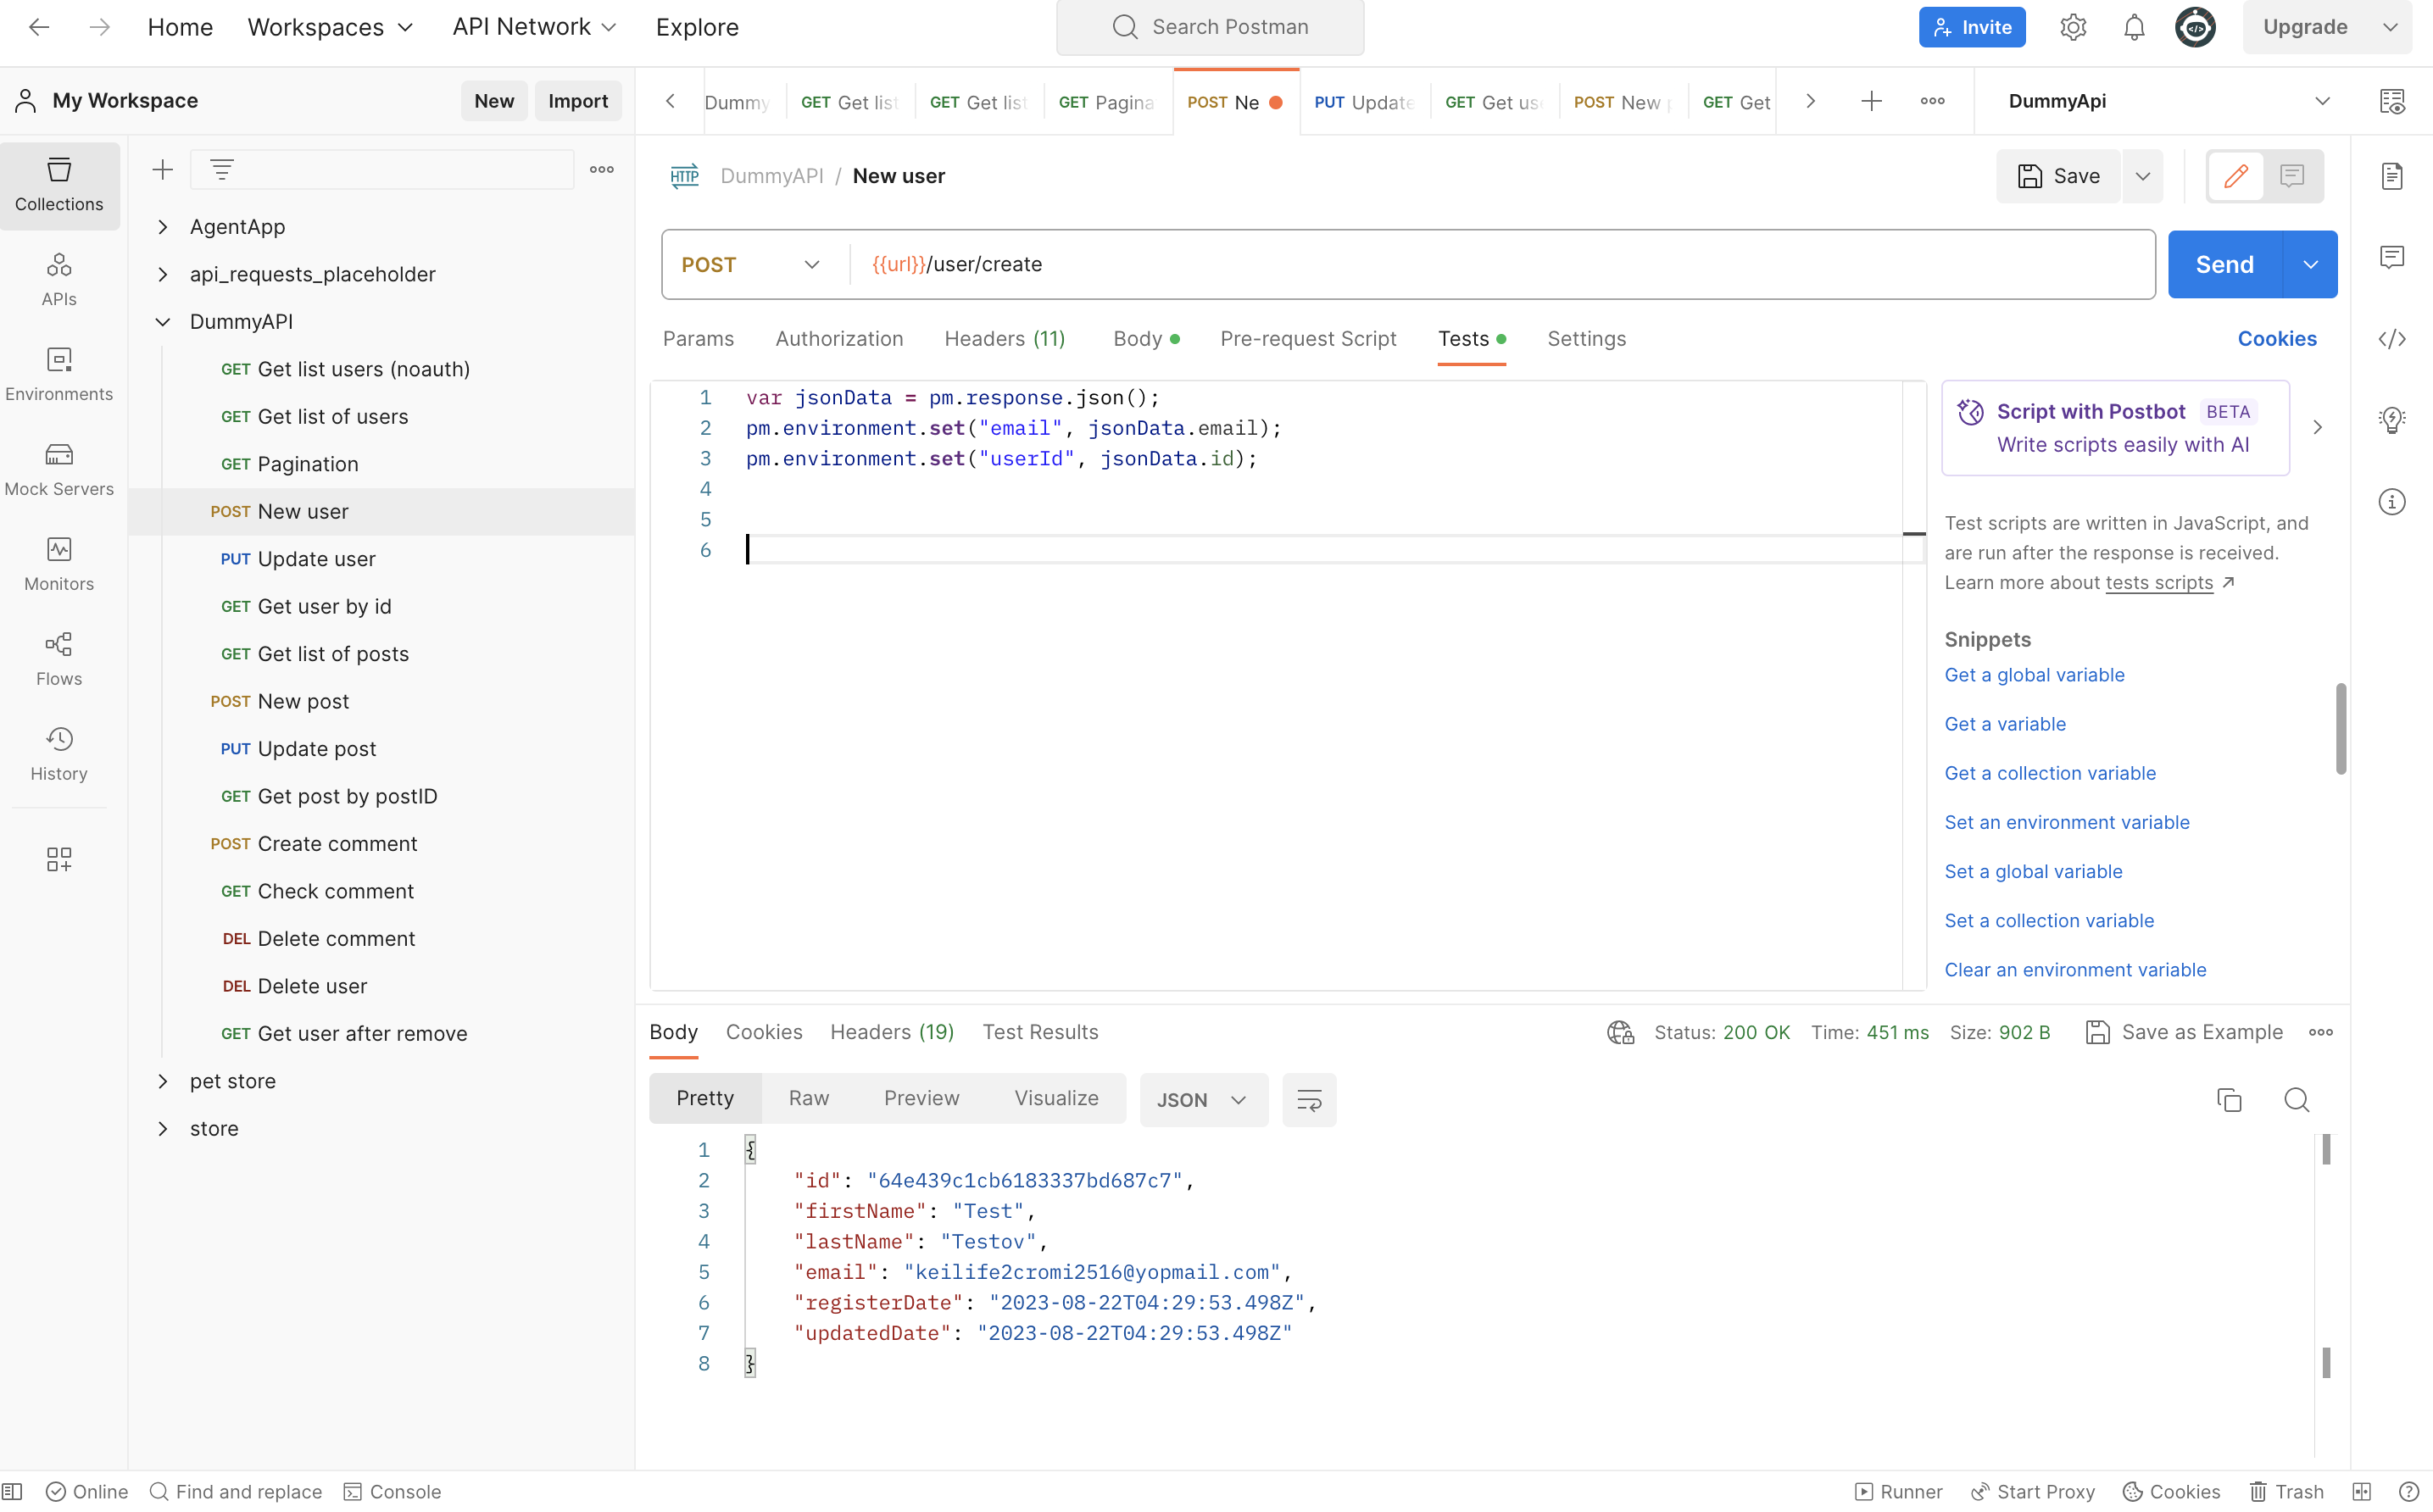 Home Workspaces API Network Explore Search Postman Invite Upgrade
My Workspace New Import
Dummy GET Get list GET Get list GET Pagina POST Ne PUT Update GET Get use POST New GET Get DummyApi
Collections
APIs
Environments
Mock Servers
Monitors
Flows
History
AgentApp
api_requests_placeholder
DummyAPI
GET Get list users (noauth)
GET Get list of users
GET Pagination
POST New user
PUT Update user
GET Get user by id
GET Get list of posts
POST New post
PUT Update post
GET Get post by postID
POST Create comment
GET Check comment
DEL Delete comment
DEL Delete user
GET Get user after remove
pet store
store
HTTP DummyAPI / New user Save
POST {{url}}/user/create Send
Params Authorization Headers (11) Body Pre-request Script Tests Settings Cookies
1 var jsonData = pm.response.json();
2 pm.environment.set("email", jsonData.email);
3 pm.environment.set("userId", jsonData.id);
4
5
6
Script with Postbot BETA
Write scripts easily with AI
Test scripts are written in JavaScript, and
are run after the response is received.
Learn more about tests scripts
Snippets
Get a global variable
Get a variable
Get a collection variable
Set an environment variable
Set a global variable
Set a collection variable
Clear an environment variable
Body Cookies Headers (19) Test Results Status: 200 OK Time: 451 ms Size: 902 B Save as Example
Pretty Raw Preview Visualize JSON
1 {
2 "id": "64e439c1cb6183337bd687c7",
3 "firstName": "Test",
4 "lastName": "Testov",
5 "email": "keilife2cromi2516@yopmail.com",
6 "registerDate": "2023-08-22T04:29:53.498Z",
7 "updatedDate": "2023-08-22T04:29:53.498Z"
8 }
Online Find and replace Console Runner Start Proxy Cookies Trash